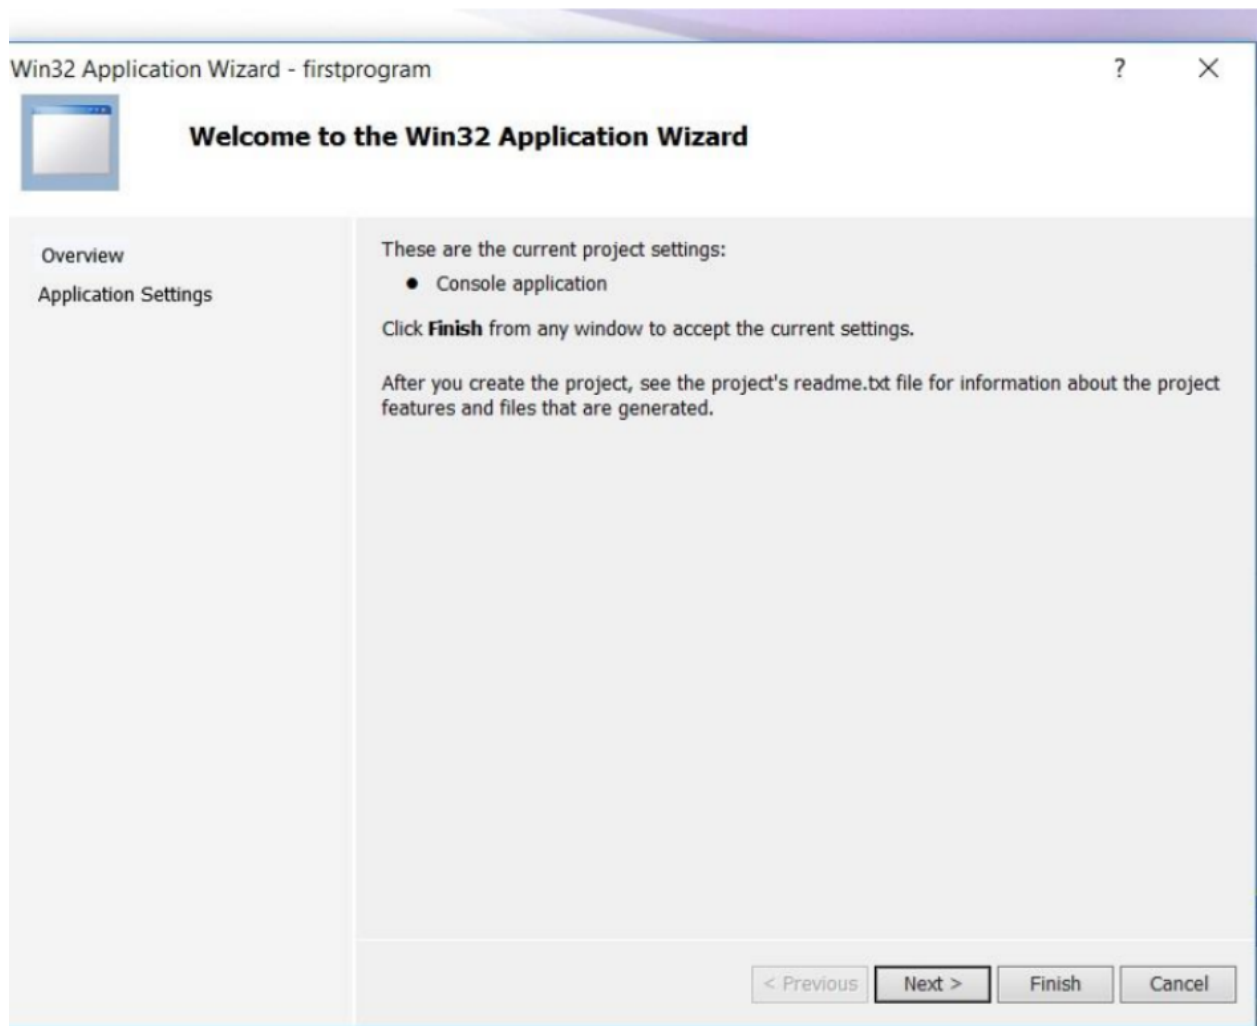 Win32 Application Wizard - firstprogram
?
Welcome to the Win32 Application Wizard
Overview
Application Settings
These are the current project settings:
● Console application
Click Finish from any window to accept the current settings.
After you create the project, see the project's readme.txt file for information about the project
features and files that are generated.
< Previous
Next >
Finish
Cancel